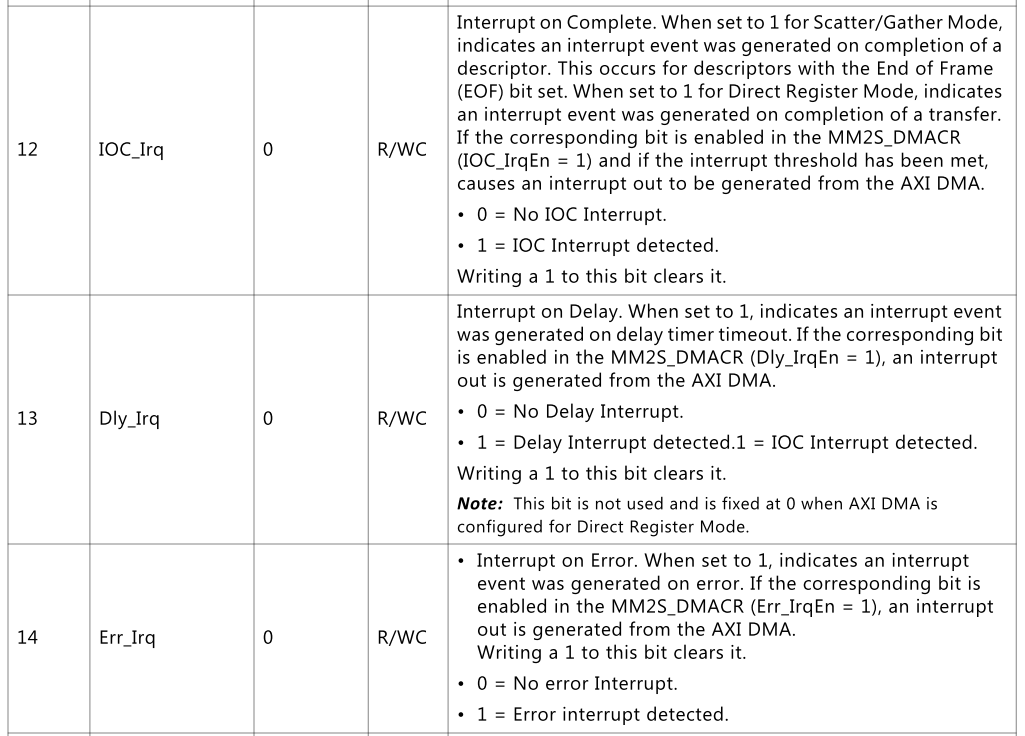 12
IOC_Irq
0
R/WC
Interrupt on Complete. When set to 1 for Scatter/Gather Mode,
indicates an interrupt event was generated on completion of a
descriptor. This occurs for descriptors with the End of Frame
(EOF) bit set. When set to 1 for Direct Register Mode, indicates
an interrupt event was generated on completion of a transfer.
If the corresponding bit is enabled in the MM2S_DMACR
(IOC_IrqEn = 1) and if the interrupt threshold has been met,
causes an interrupt out to be generated from the AXI DMA.
• 0 = No IOC Interrupt.
• 1 = IOC Interrupt detected.
Writing a 1 to this bit clears it.
13
Dly_Irq
0
R/WC
Interrupt on Delay. When set to 1, indicates an interrupt event
was generated on delay timer timeout. If the corresponding bit
is enabled in the MM2S_DMACR (Dly_IrqEn = 1), an interrupt
out is generated from the AXI DMA.
• 0 = No Delay Interrupt.
• 1 = Delay Interrupt detected.1 = IOC Interrupt detected.
Writing a 1 to this bit clears it.
Note: This bit is not used and is fixed at 0 when AXI DMA is
configured for Direct Register Mode.
14
Err_Irq
0
R/WC
• Interrupt on Error. When set to 1, indicates an interrupt
event was generated on error. If the corresponding bit is
enabled in the MM2S_DMACR (Err_IrqEn = 1), an interrupt
out is generated from the AXI DMA.
Writing a 1 to this bit clears it.
• 0 = No error Interrupt.
• 1 = Error interrupt detected.